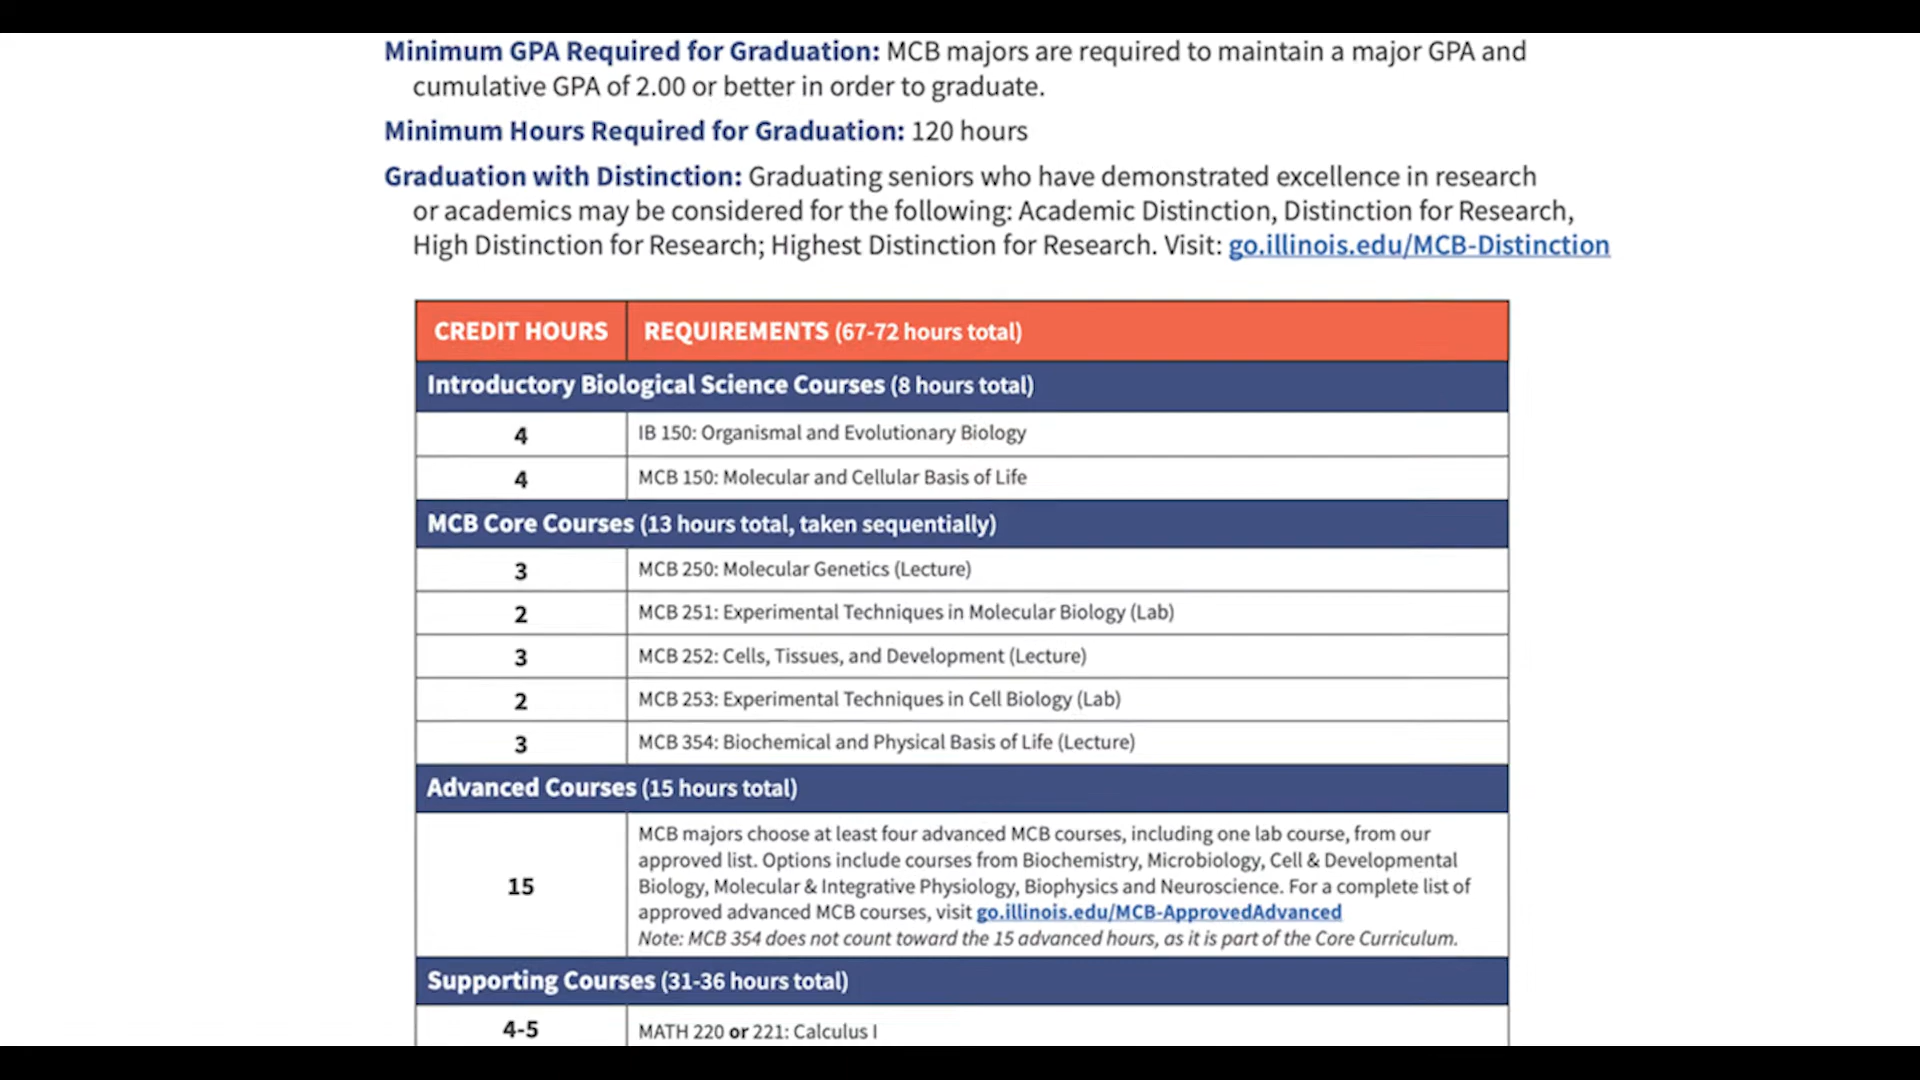 Minimum GPA Required for Graduation: MCB majors are required to maintain a major GPA and
cumulative GPA of 2.00 or better in order to graduate.
Minimum Hours Required for Graduation: 120 hours
Graduation with Distinction: Graduating seniors who have demonstrated excellence in research
or academics may be considered for the following: Academic Distinction, Distinction for Research,
High Distinction for Research; Highest Distinction for Research. Visit: go.illinois.edu/MCB-Distinction
CREDIT HOURS REQUIREMENTS (67-72 hours total)
Introductory Biological Science Courses (8 hours total)
4 IB 150: Organismal and Evolutionary Biology
4 MCB 150: Molecular and Cellular Basis of Life
MCB Core Courses (13 hours total, taken sequentially)
3 MCB 250: Molecular Genetics (Lecture)
2 MCB 251: Experimental Techniques in Molecular Biology (Lab)
3 MCB 252: Cells, Tissues, and Development (Lecture)
2 MCB 253: Experimental Techniques in Cell Biology (Lab)
3 MCB 354: Biochemical and Physical Basis of Life (Lecture)
Advanced Courses (15 hours total)
15
MCB majors choose at least four advanced MCB courses, including one lab course, from our
approved list. Options include courses from Biochemistry, Microbiology, Cell & Developmental
Biology, Molecular & Integrative Physiology, Biophysics and Neuroscience. For a complete list of
approved advanced MCB courses, visit go.illinois.edu/MCB-ApprovedAdvanced
Note: MCB 354 does not count toward the 15 advanced hours, as it is part of the Core Curriculum.
Supporting Courses (31-36 hours total)
4-5 MATH 220 or 221: Calculus I